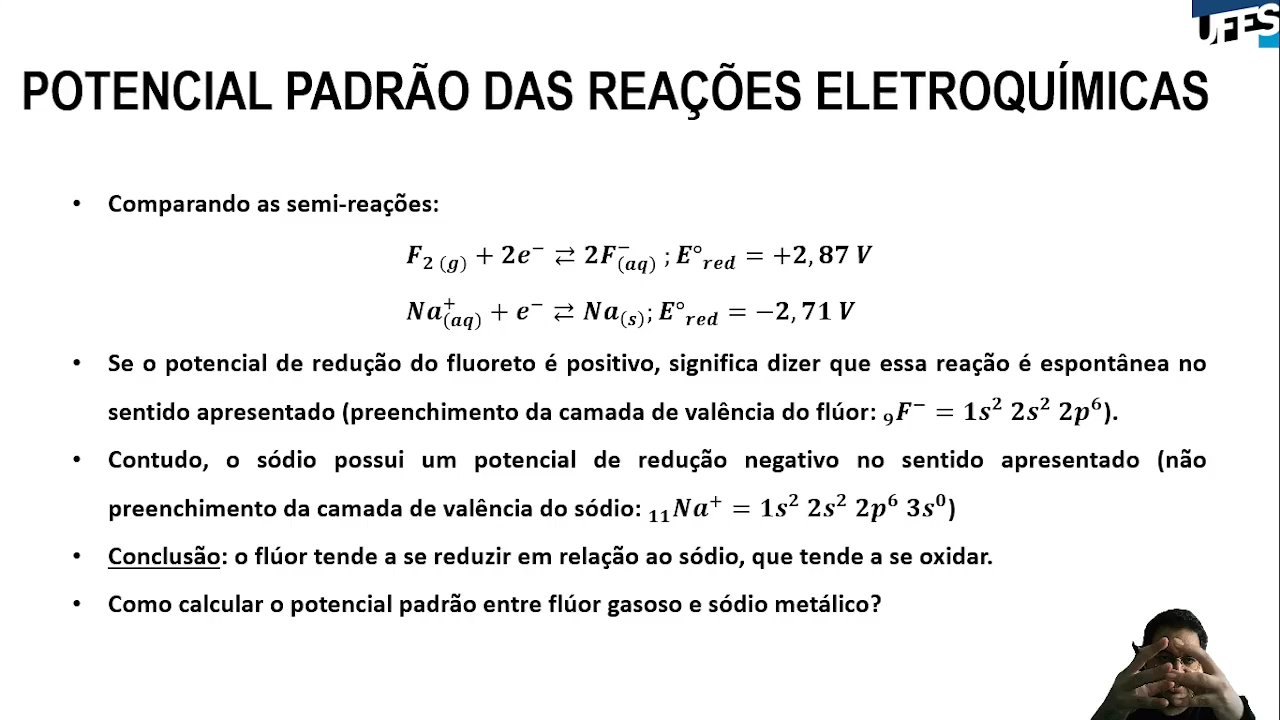 UFES
POTENCIAL PADRÃO DAS REAÇÕES ELETROQUÍMICAS
• Comparando as semi-reações:
F₂ (g) + 2e⁻ ⇄ 2F⁻(aq) ; E°red = +2,87 V
Na⁺(aq) + e⁻ ⇄ Na(s); E°red = −2,71 V
• Se o potencial de redução do fluoreto é positivo, significa dizer que essa reação é espontânea no
sentido apresentado (preenchimento da camada de valência do flúor: ₉F⁻ = 1s² 2s² 2p⁶).
• Contudo, o sódio possui um potencial de redução negativo no sentido apresentado (não
preenchimento da camada de valência do sódio: ₁₁Na⁺ = 1s² 2s² 2p⁶ 3s⁰)
• Conclusão: o flúor tende a se reduzir em relação ao sódio, que tende a se oxidar.
• Como calcular o potencial padrão entre flúor gasoso e sódio metálico?